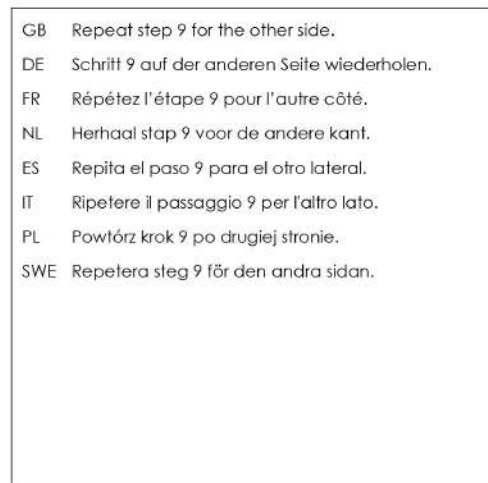 GB Repeat step 9 for the other side.
DE Schritt 9 auf der anderen Seite wiederholen.
FR Répétez l'étape 9 pour l'autre côté.
NL Herhaal stap 9 voor de andere kant.
ES Repita el paso 9 para el otro lateral.
IT Ripetere il passaggio 9 per l'altro lato.
PL Powtórz krok 9 po drugiej stronie.
SWE Repetera steg 9 för den andra sidan.